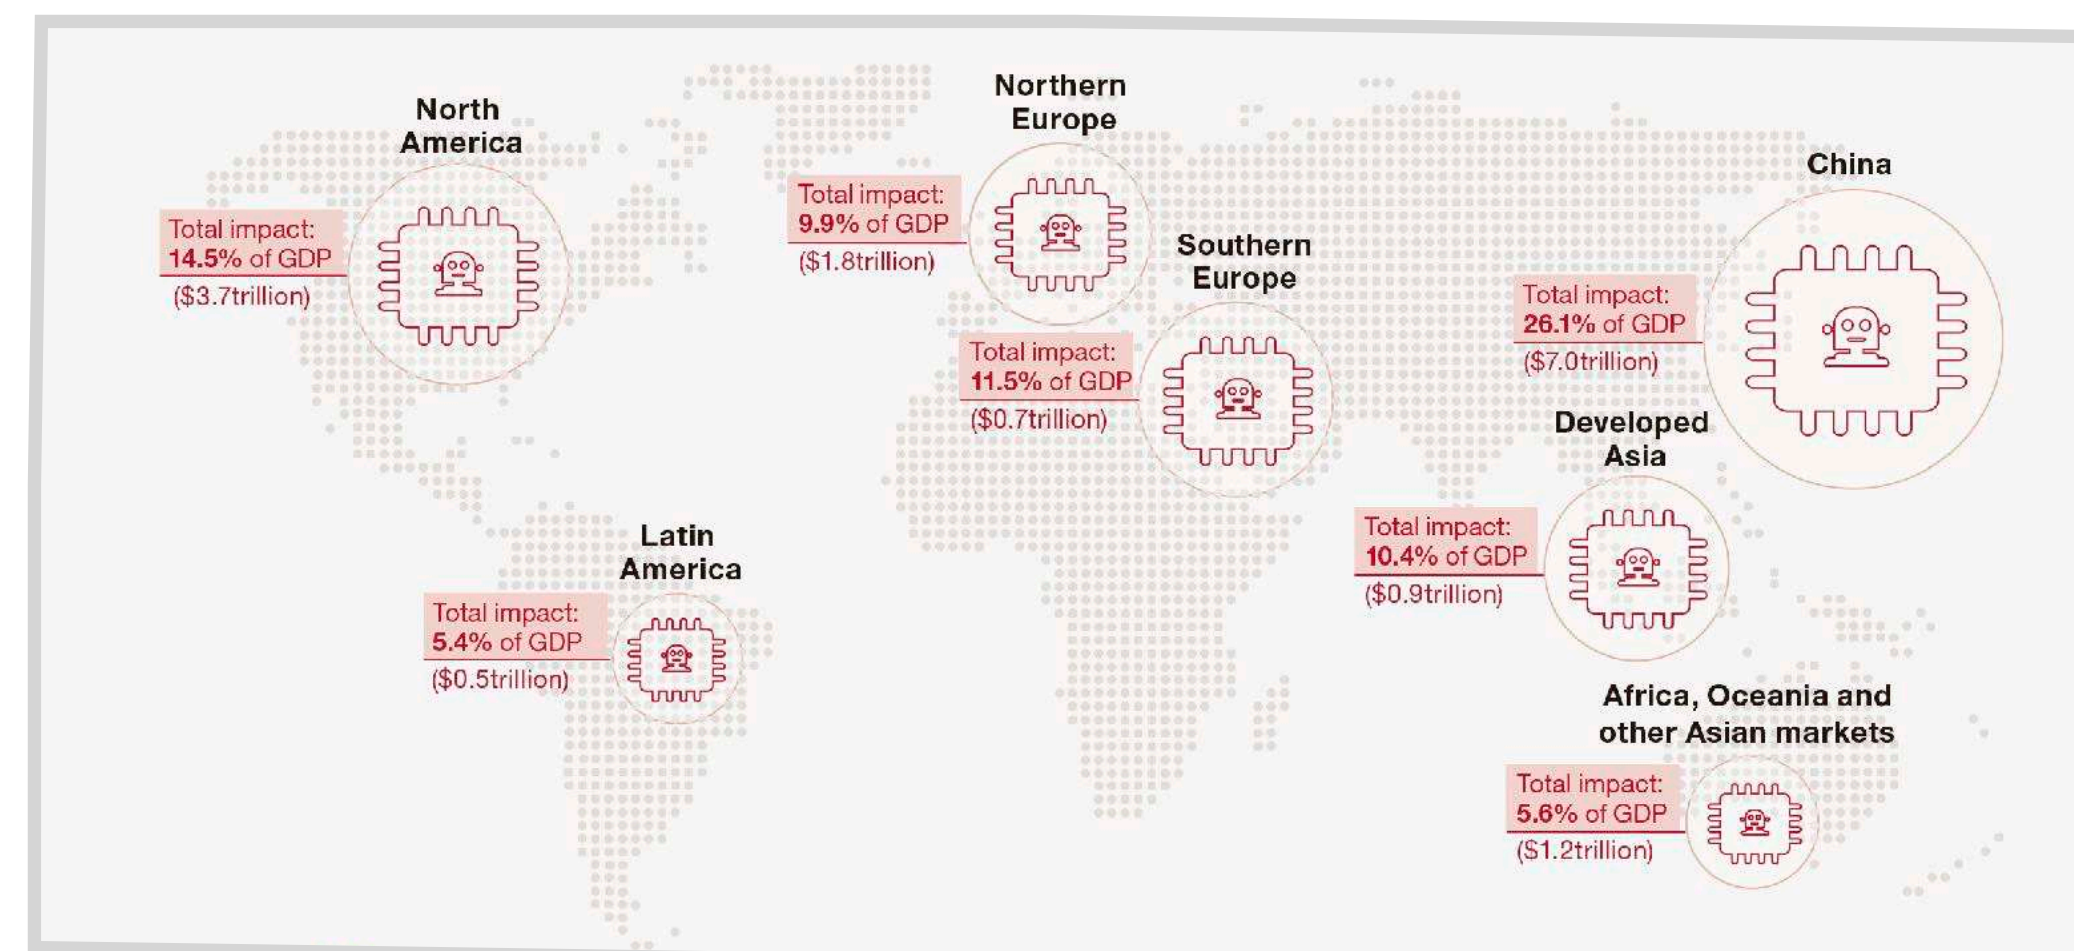 North
America
Total impact:
14.5% of GDP
($3.7trillion)
Northern
Europe
Total impact:
9.9% of GDP
($1.8trillion)
Southern
Europe
Total impact:
11.5% of GDP
($0.7trillion)
China
Total impact:
26.1% of GDP
($7.0trillion)
Developed
Asia
Total impact:
10.4% of GDP
($0.9trillion)
Latin
America
Total impact:
5.4% of GDP
($0.5trillion)
Africa, Oceania and
other Asian markets
Total impact:
5.6% of GDP
($1.2trillion)